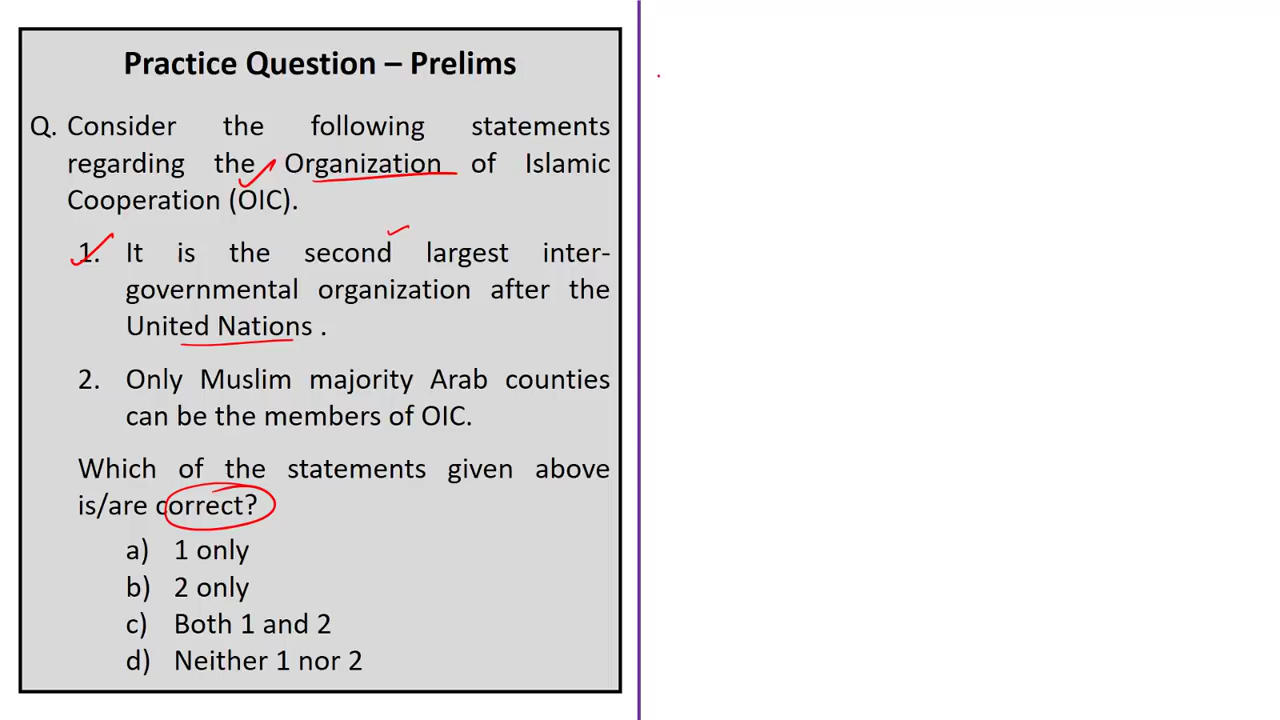 Practice Question – Prelims
Q. Consider the following statements
regarding the Organization of Islamic
Cooperation (OIC).
1. It is the second largest inter-
governmental organization after the
United Nations .
2. Only Muslim majority Arab counties
can be the members of OIC.
Which of the statements given above
is/are correct?
a) 1 only
b) 2 only
c) Both 1 and 2
d) Neither 1 nor 2